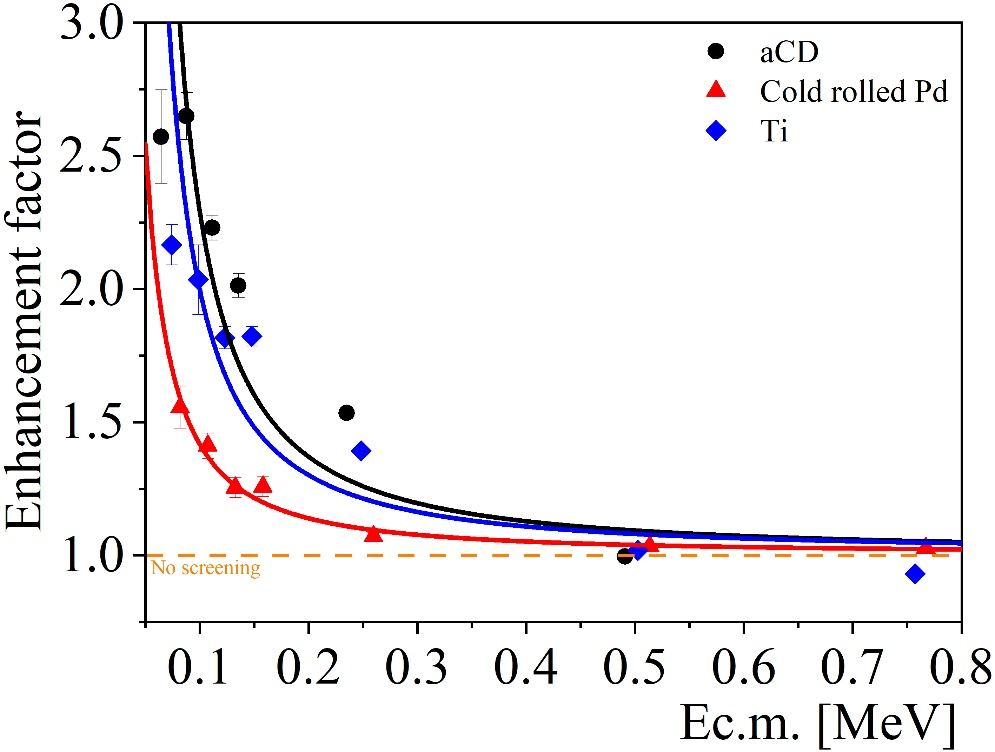 3.0
2.5
2.0
1.5
1.0
Enhancement factor
aCD
Cold rolled Pd
Ti
No screening
0.1 0.2 0.3 0.4 0.5 0.6 0.7 0.8
Ec.m. [MeV]